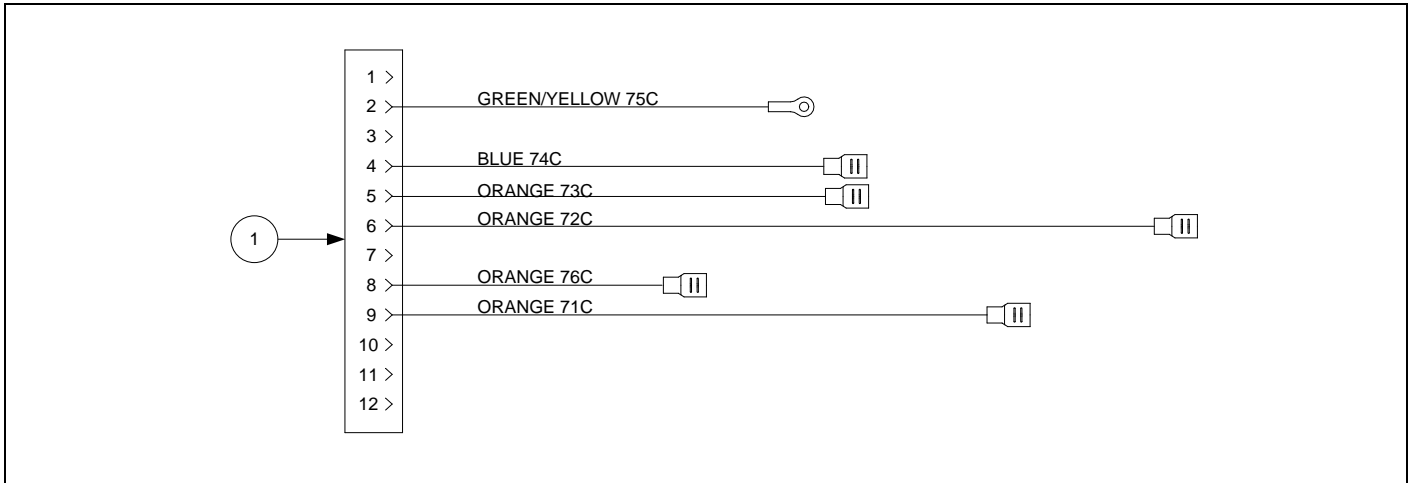 1
2 GREEN/YELLOW 75C
3
4 BLUE 74C
5 ORANGE 73C
6 ORANGE 72C
1
7
8 ORANGE 76C
9 ORANGE 71C
10
11
12